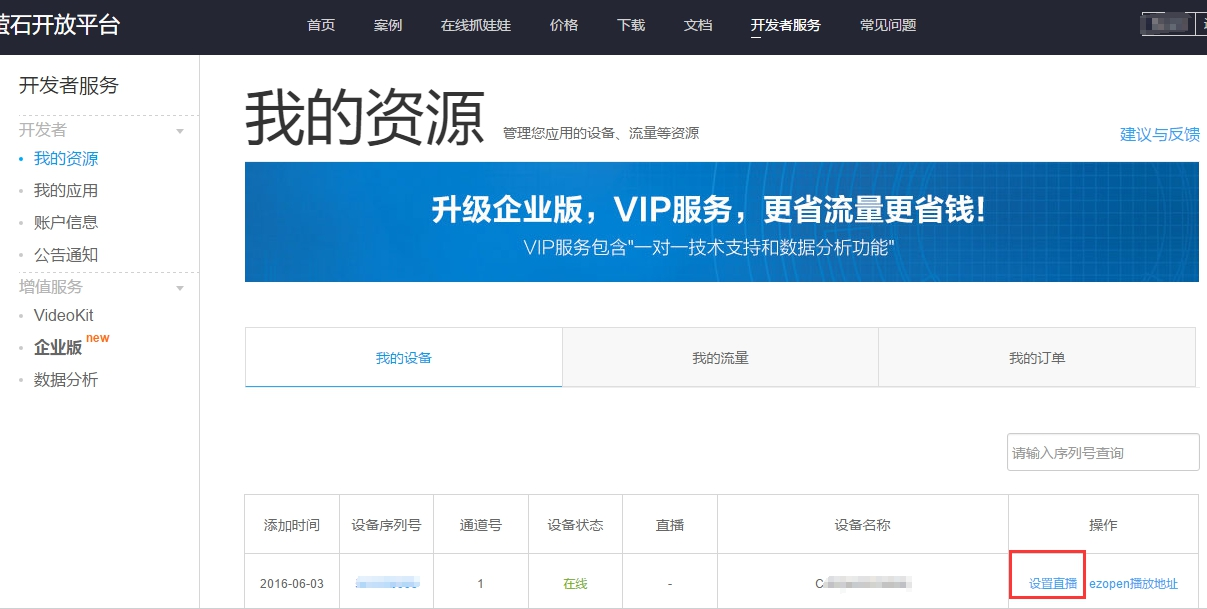 萤石开放平台
首页 案例 在线抓娃娃 价格 下载 文档 开发者服务 常见问题
开发者服务
开发者
我的资源
我的应用
账户信息
公告通知
增值服务
VideoKit
企业版 new
数据分析
我的资源 管理您应用的设备、流量等资源
建议与反馈
升级企业版，VIP服务，更省流量更省钱!
VIP服务包含"一对一技术支持和数据分析功能"
我的设备 我的流量 我的订单
请输入序列号查询
添加时间 设备序列号 通道号 设备状态 直播 设备名称 操作
2016-06-03 1 在线 - C 设置直播 ezopen播放地址